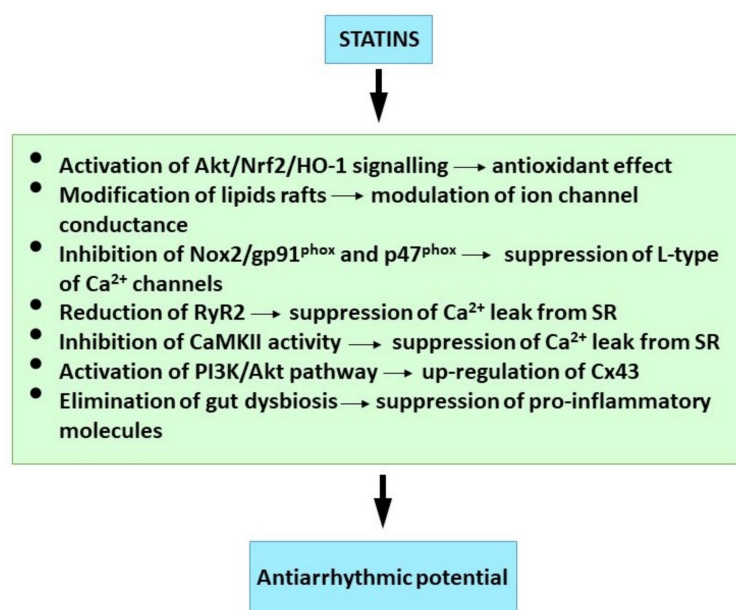 STATINS
• Activation of Akt/Nrf2/HO-1 signalling → antioxidant effect
• Modification of lipids rafts → modulation of ion channel
conductance
• Inhibition of Nox2/gp91ᵖʰᵒˣ and p47ᵖʰᵒˣ → suppression of L-type
of Ca²⁺ channels
• Reduction of RyR2 → suppression of Ca²⁺ leak from SR
• Inhibition of CaMKII activity → suppression of Ca²⁺ leak from SR
• Activation of PI3K/Akt pathway → up-regulation of Cx43
• Elimination of gut dysbiosis → suppression of pro-inflammatory
molecules
Antiarrhythmic potential